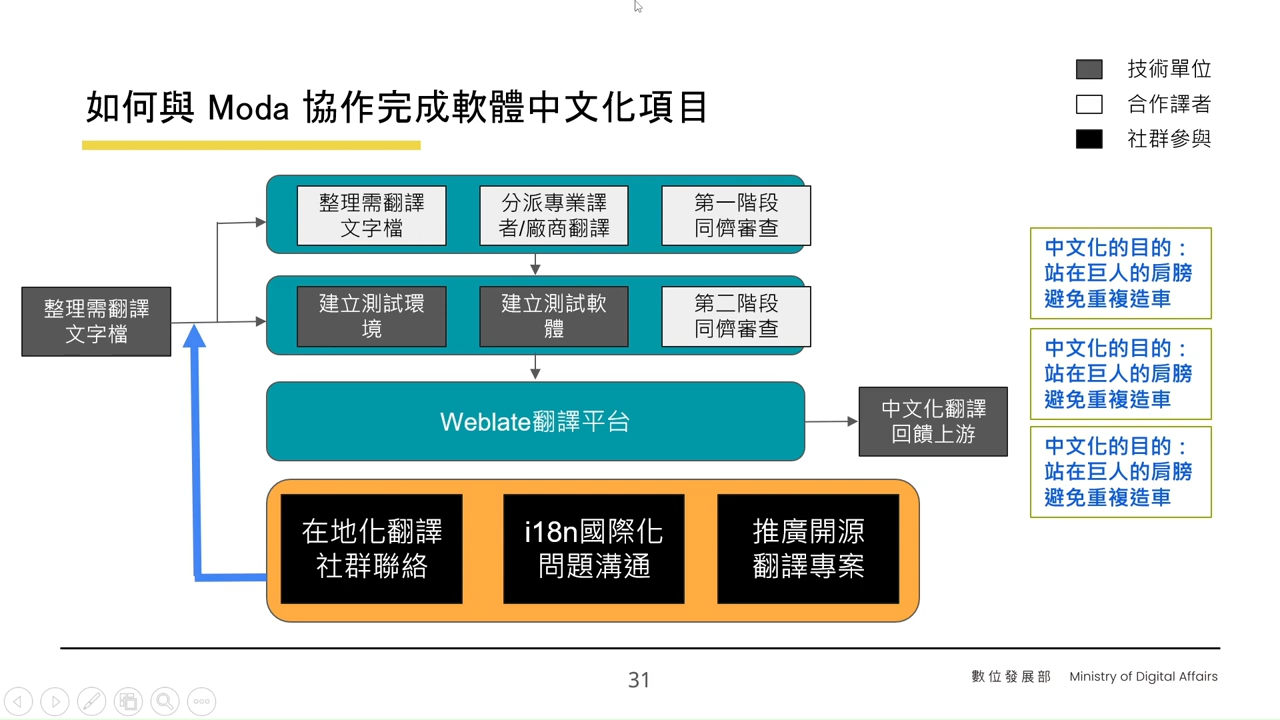 技術單位
合作譯者
社群參與
如何與 Moda 協作完成軟體中文化項目
整理需翻譯
文字檔
分派專業譯
者/廠商翻譯
第一階段
同儕審查
整理需翻譯
文字檔
建立測試環
境
建立測試軟
體
第二階段
同儕審查
Weblate翻譯平台
中文化翻譯
回饋上游
在地化翻譯
社群聯絡
i18n國際化
問題溝通
推廣開源
翻譯專案
中文化的目的：
站在巨人的肩膀
避免重複造車
中文化的目的：
站在巨人的肩膀
避免重複造車
中文化的目的：
站在巨人的肩膀
避免重複造車
31
數位發展部 Ministry of Digital Affairs